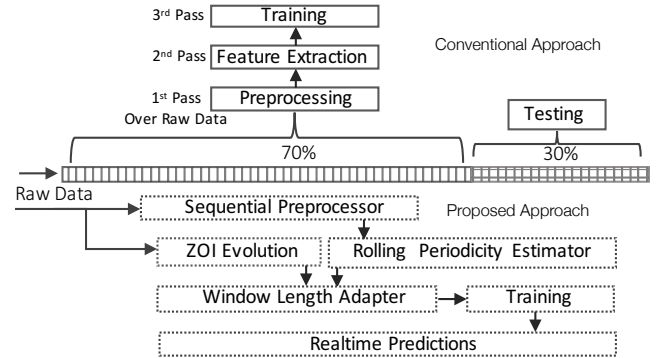 3rd Pass Training
Conventional Approach
2nd Pass Feature Extraction
1st Pass Preprocessing
Over Raw Data
Testing
70%
30%
Raw Data
Sequential Preprocessor
Proposed Approach
ZOI Evolution
Rolling Periodicity Estimator
Window Length Adapter
Training
Realtime Predictions